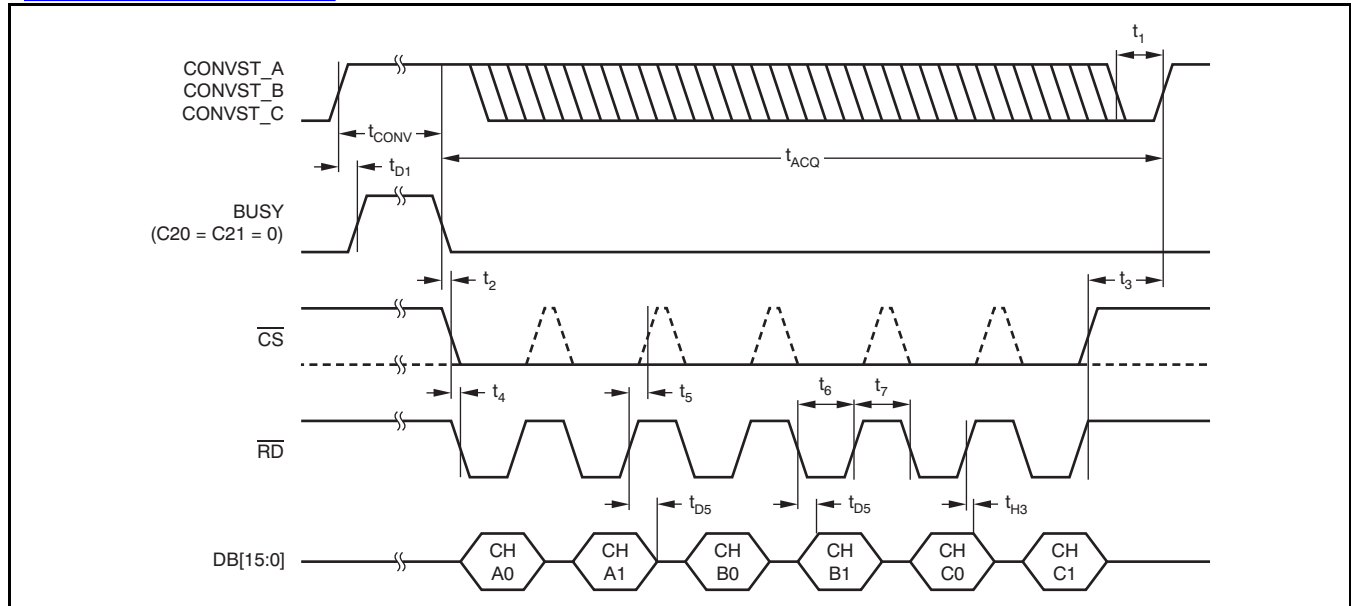 t1
CONVST_A
CONVST_B
CONVST_C
tCONV
tACQ
tD1
BUSY
(C20 = C21 = 0)
t2
t3
CS
t4
t5
t6
t7
RD
tD5
tD5
tH3
DB[15:0]
CH A0
CH A1
CH B0
CH B1
CH C0
CH C1